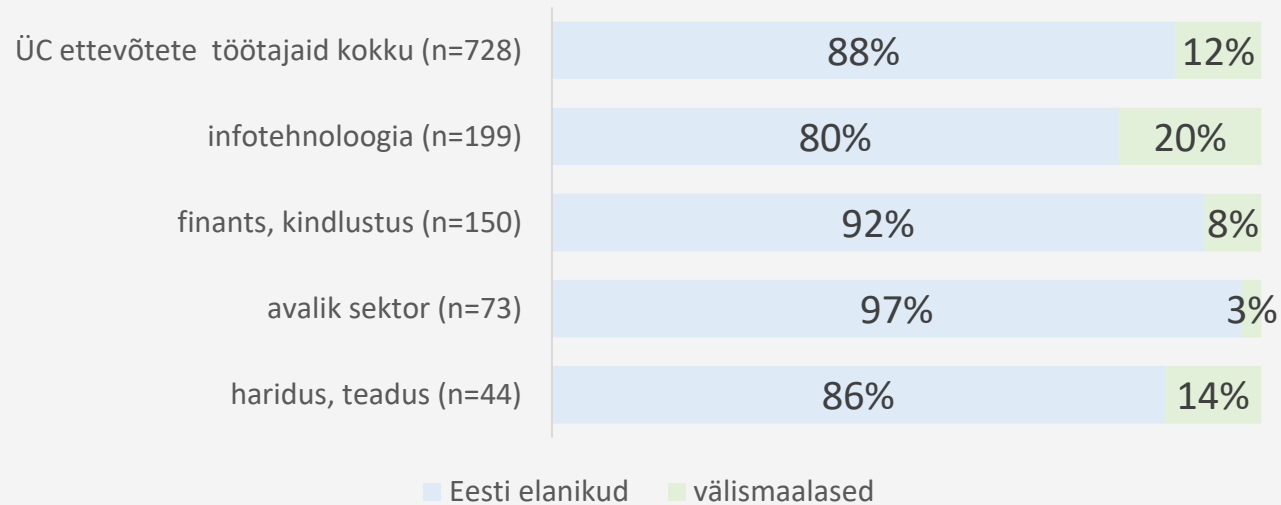 ÜC ettevõtete töötajaid kokku (n=728) 88% 12%
infotehnoloogia (n=199) 80% 20%
finants, kindlustus (n=150) 92% 8%
avalik sektor (n=73) 97% 3%
haridus, teadus (n=44) 86% 14%
Eesti elanikud välismaalased